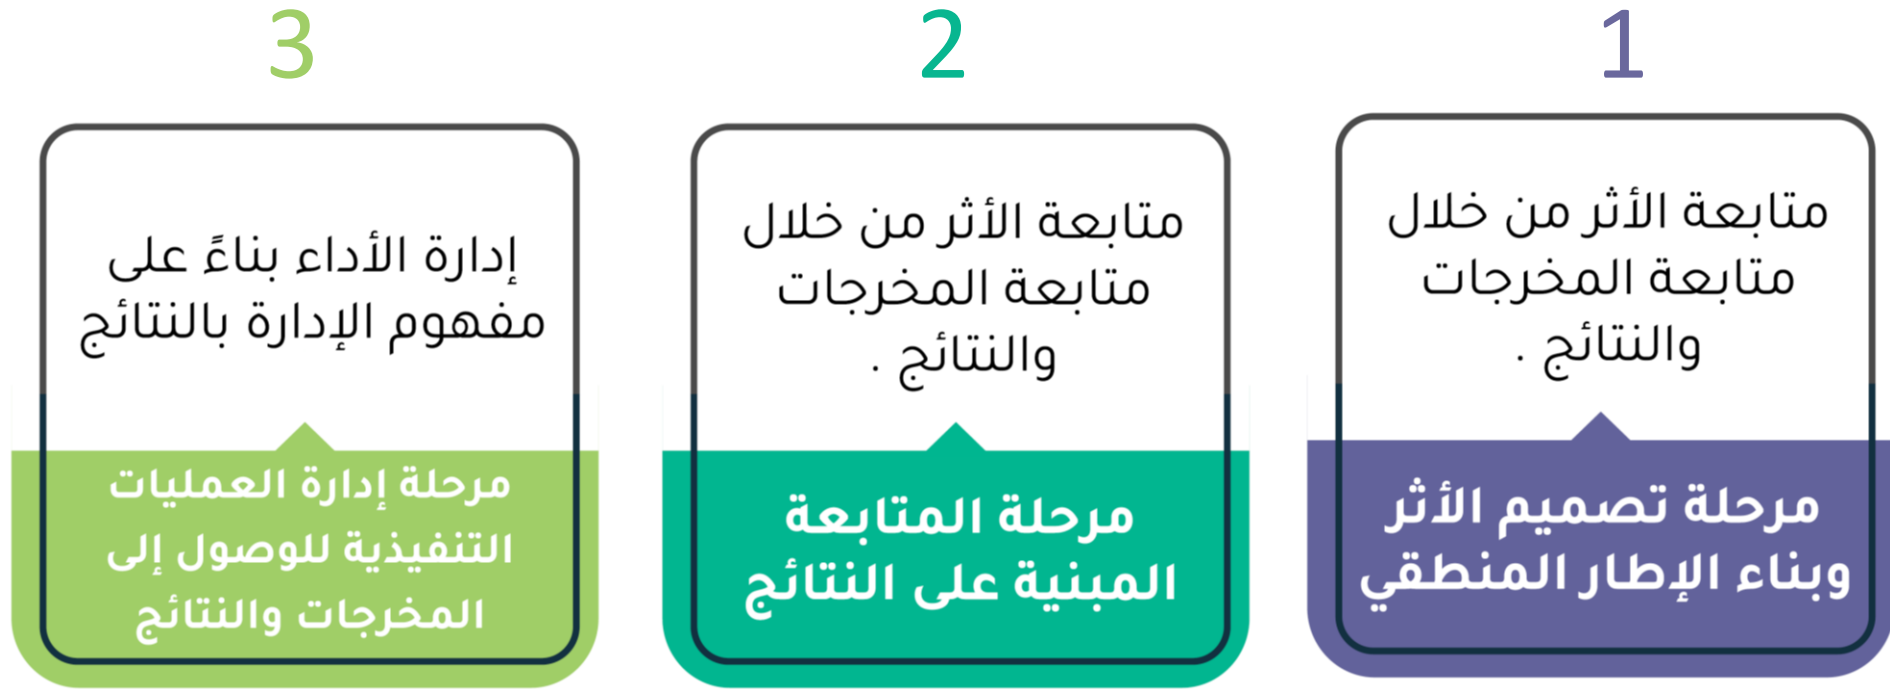 1
متابعة الأثر من خلال
متابعة المخرجات
والنتائج .
مرحلة تصميم الأثر
وبناء الإطار المنطقي
2
متابعة الأثر من خلال
متابعة المخرجات
والنتائج .
مرحلة المتابعة
المبنية على النتائج
3
إدارة الأداء بناءً على
مفهوم الإدارة بالنتائج
مرحلة إدارة العمليات
التنفيذية للوصول إلى
المخرجات والنتائج